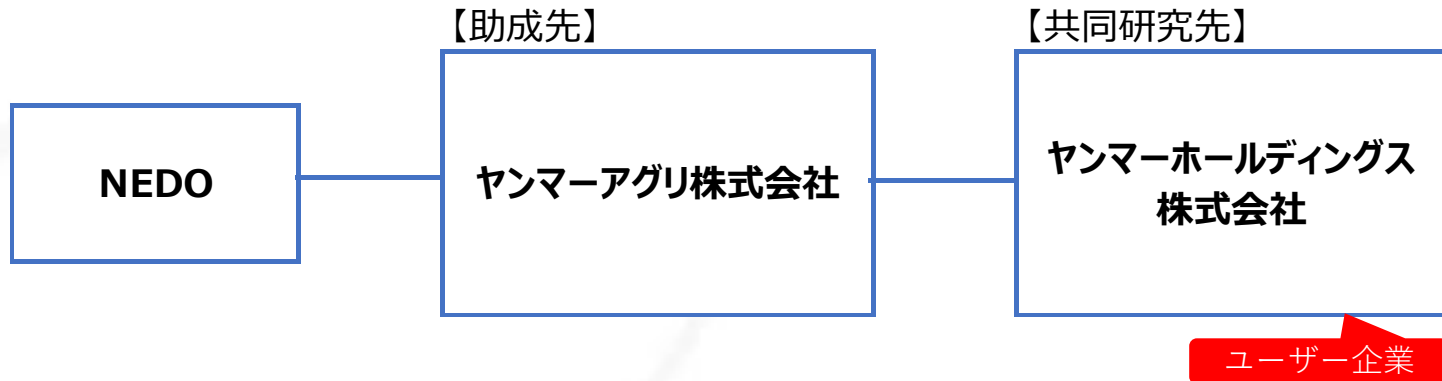 【助成先】
【共同研究先】
NEDO
ヤンマーアグリ株式会社
ヤンマーホールディングス
株式会社
ユーザー企業